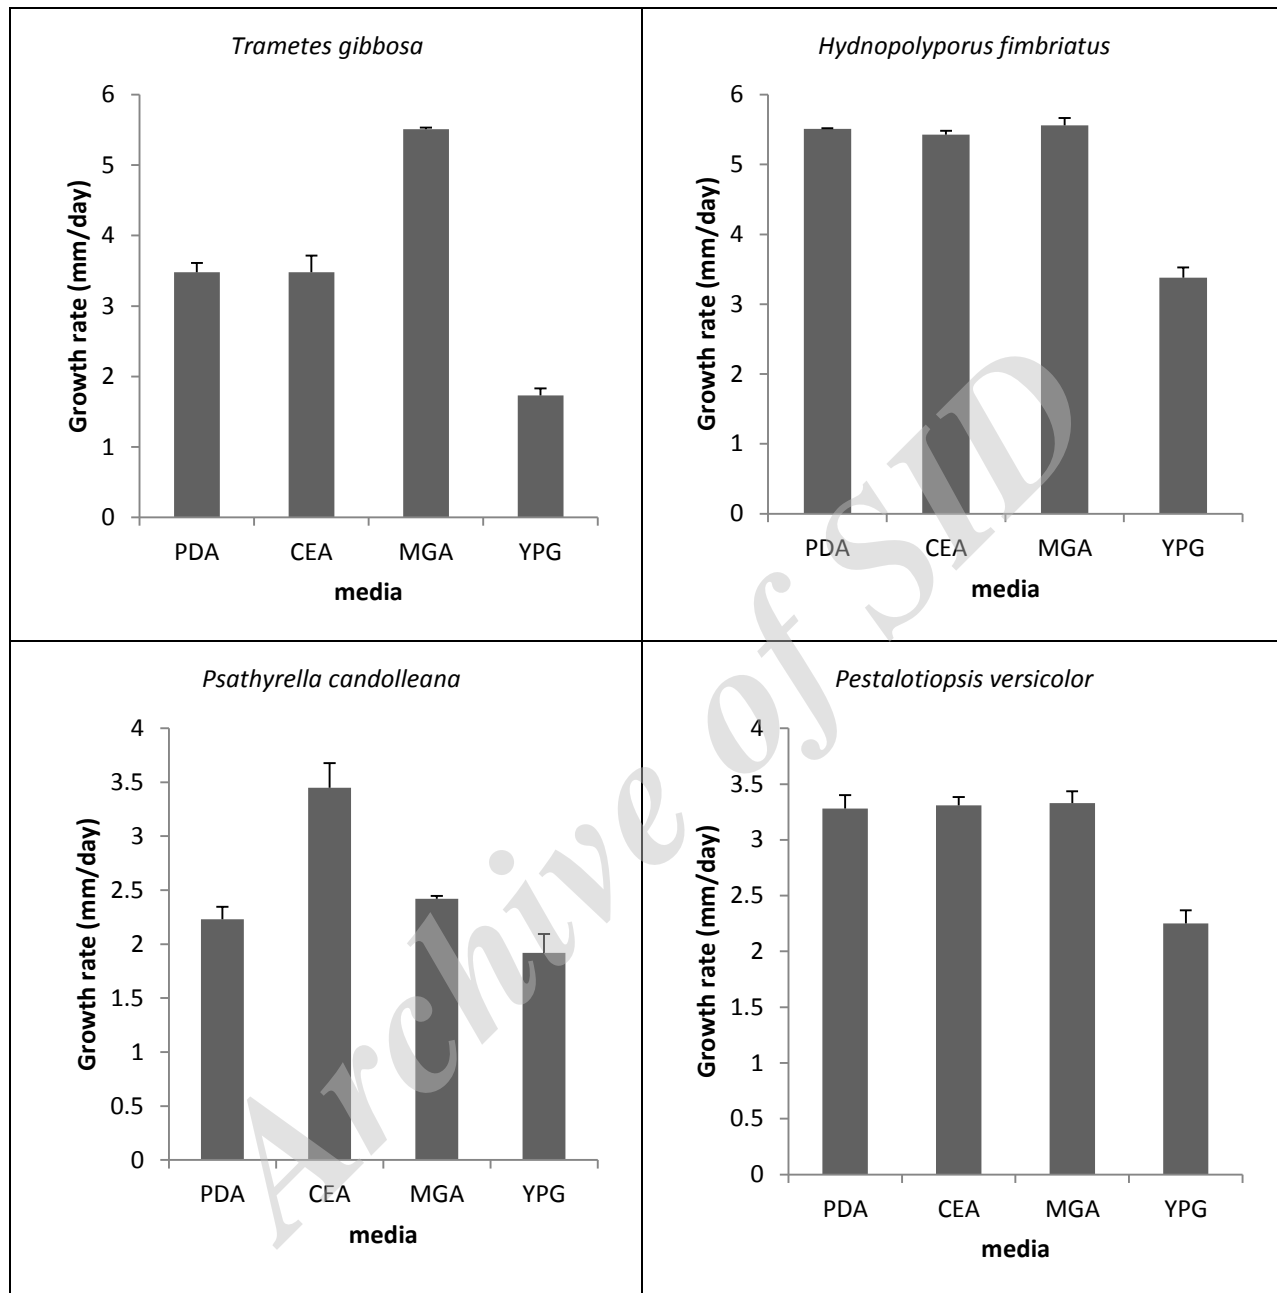 Trametes gibbosa
6
5
4
3
2
1
0
Growth rate (mm/day)
PDA CEA MGA YPG
media
Hydnopolyporus fimbriatus
6
5
4
3
2
1
0
Growth rate (mm/day)
PDA CEA MGA YPG
media
Psathyrella candolleana
4
3.5
3
2.5
2
1.5
1
0.5
0
Growth rate (mm/day)
PDA CEA MGA YPG
media
Pestalotiopsis versicolor
4
3.5
3
2.5
2
1.5
1
0.5
0
Growth rate (mm/day)
PDA CEA MGA YPG
media
Archive of SID